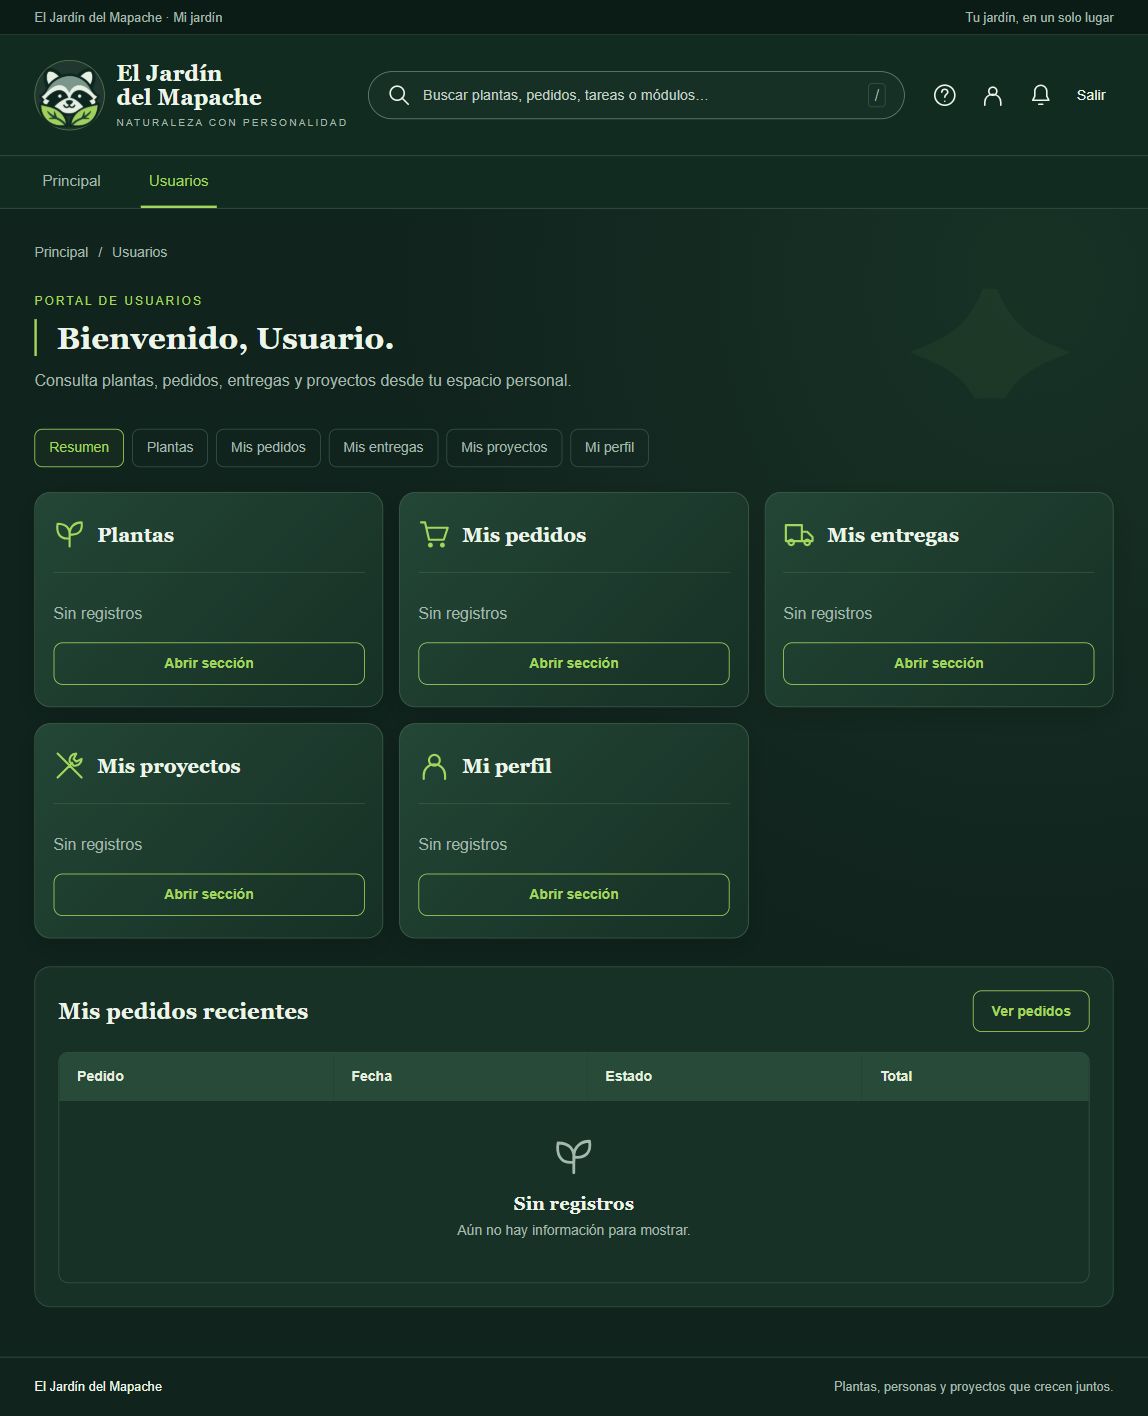 El Jardín del Mapache · Mi jardín
Tu jardín, en un solo lugar
El Jardín
del Mapache
NATURALEZA CON PERSONALIDAD
Buscar plantas, pedidos, tareas o módulos…
/
Salir
Principal
Usuarios
Principal / Usuarios
PORTAL DE USUARIOS
Bienvenido, Usuario.
Consulta plantas, pedidos, entregas y proyectos desde tu espacio personal.
Resumen
Plantas
Mis pedidos
Mis entregas
Mis proyectos
Mi perfil
Plantas
Sin registros
Abrir sección
Mis pedidos
Sin registros
Abrir sección
Mis entregas
Sin registros
Abrir sección
Mis proyectos
Sin registros
Abrir sección
Mi perfil
Sin registros
Abrir sección
Mis pedidos recientes
Ver pedidos
Pedido
Fecha
Estado
Total
Sin registros
Aún no hay información para mostrar.
El Jardín del Mapache
Plantas, personas y proyectos que crecen juntos.